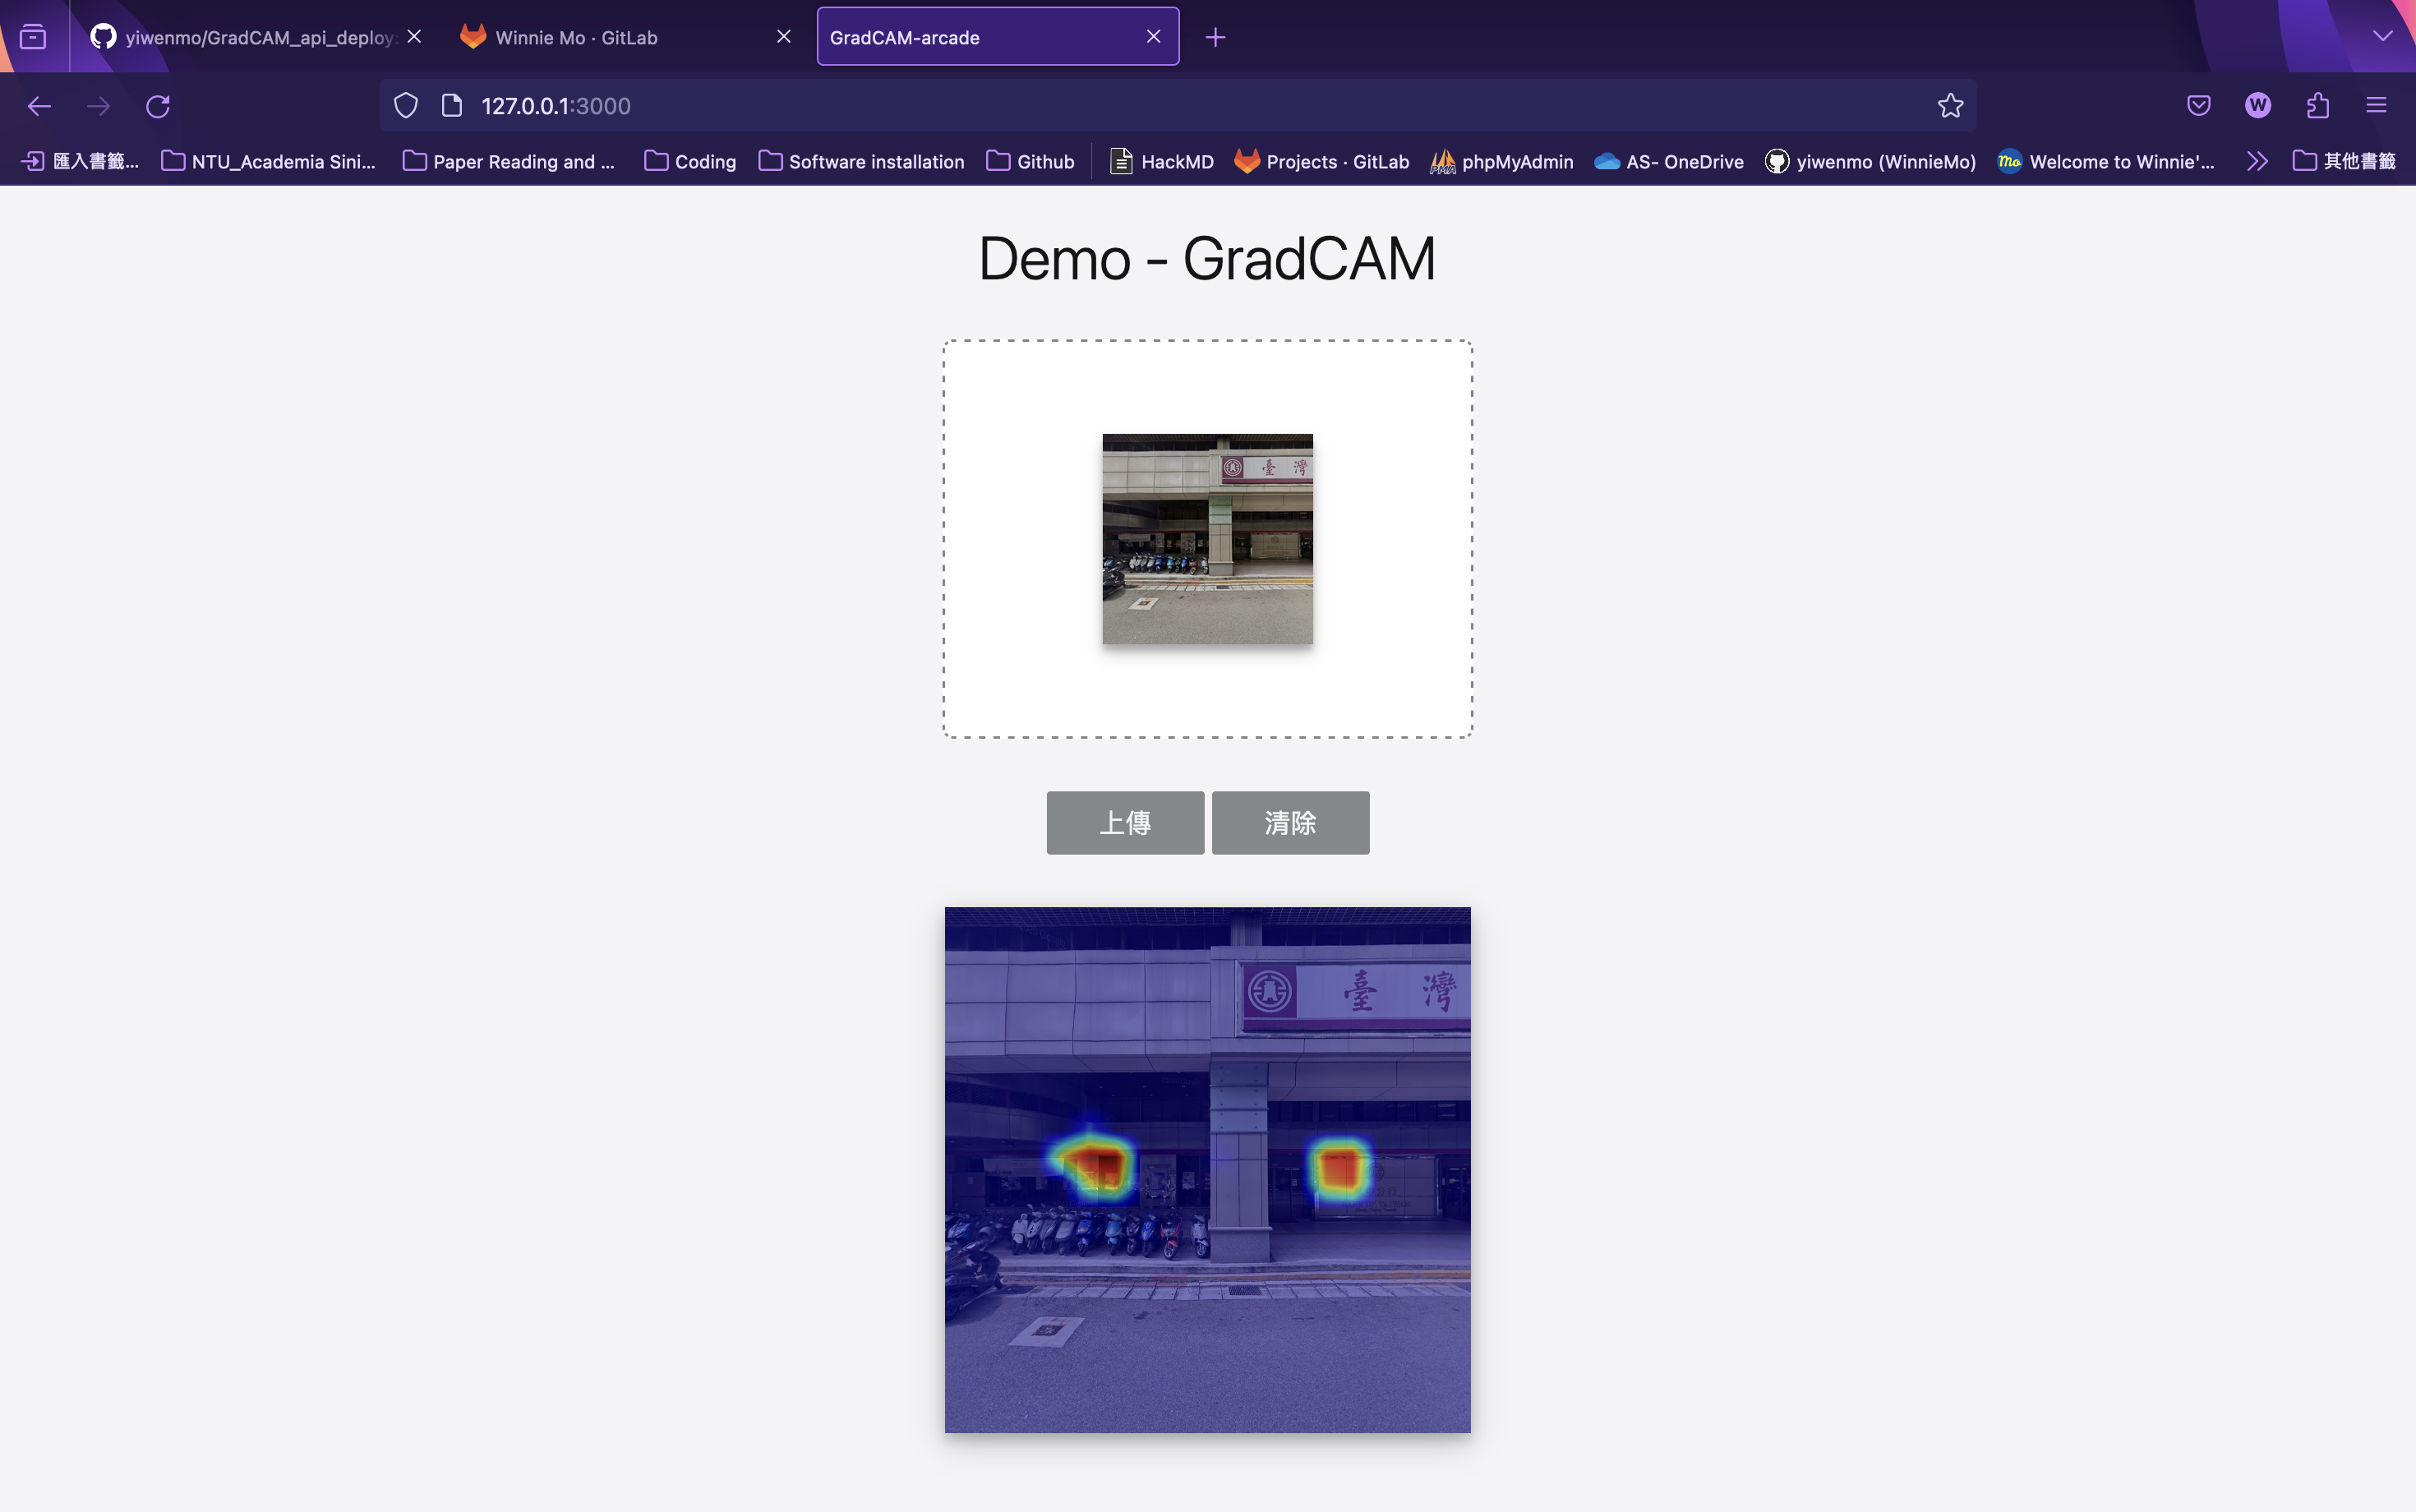 yiwenmo/GradCAM_api_deploy:
Winnie Mo · GitLab
GradCAM-arcade
127.0.0.1:3000
匯入書籤...
NTU_Academia Sini...
Paper Reading and ...
Coding
Software installation
Github
HackMD
Projects · GitLab
phpMyAdmin
AS- OneDrive
yiwenmo (WinnieMo)
Welcome to Winnie'...
其他書籤
Demo - GradCAM
臺 灣
上傳
清除
臺 灣